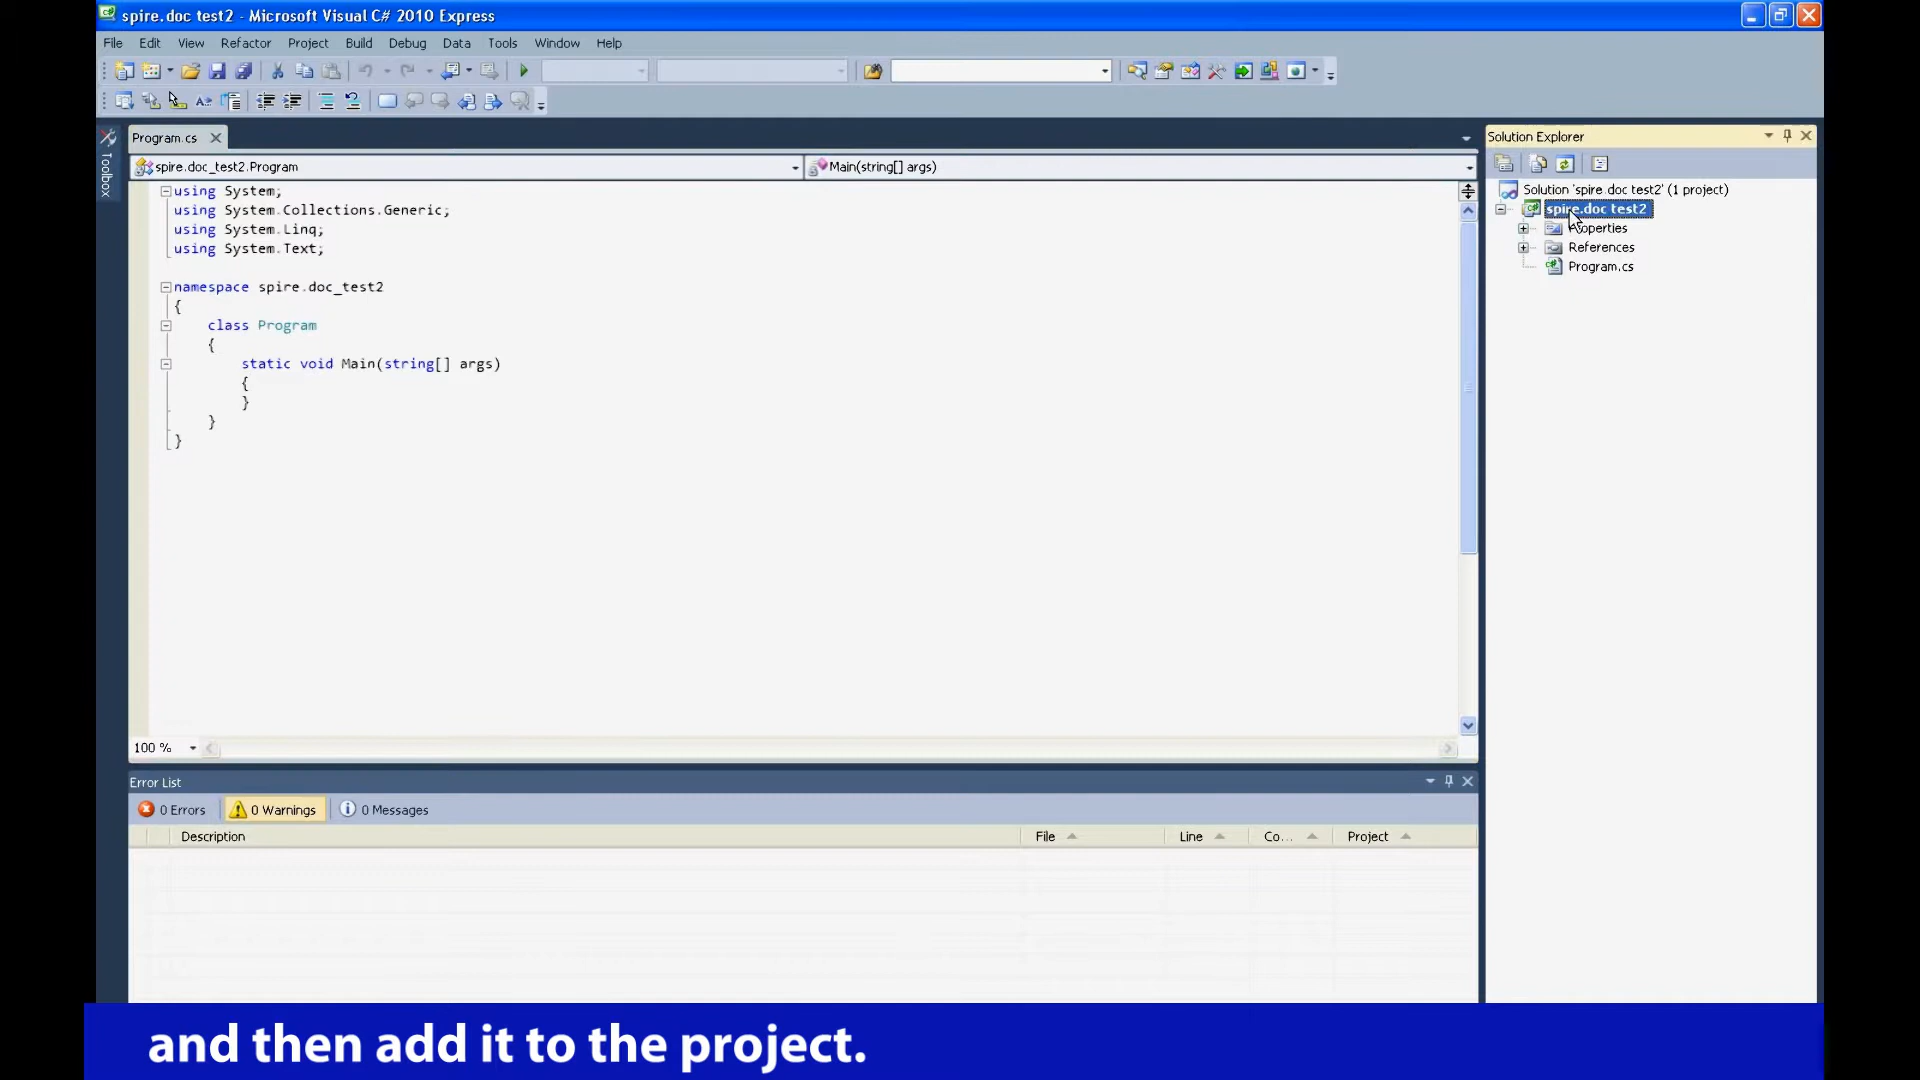 spire.doc test2 - Microsoft Visual C# 2010 Express
File Edit View Refactor Project Build Debug Data Tools Window Help
Toolbox
Program.cs
spire.doc_test2.Program
Main(string[] args)
using System;
using System.Collections.Generic;
using System.Linq;
using System.Text;
namespace spire.doc_test2
{
class Program
{
static void Main(string[] args)
{
}
}
}
100 %
Solution Explorer
Solution 'spire.doc test2' (1 project)
spire.doc test2
Properties
References
Program.cs
Error List
0 Errors 0 Warnings 0 Messages
Description File Line Co... Project
and then add it to the project.